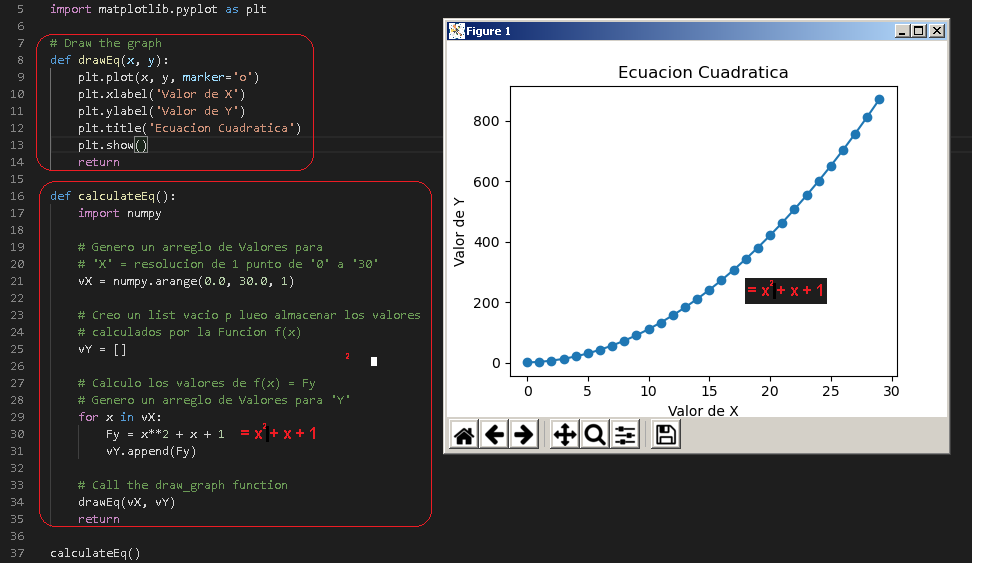 5 import matplotlib.pyplot as plt
6
7 # Draw the graph
8 def drawEq(x, y):
9 plt.plot(x, y, marker='o')
10 plt.xlabel('Valor de X')
11 plt.ylabel('Valor de Y')
12 plt.title('Ecuacion Cuadratica')
13 plt.show()
14 return
15
16 def calculateEq():
17 import numpy
18
19 # Genero un arreglo de Valores para
20 # 'X' = resolucion de 1 punto de '0' a '30'
21 vX = numpy.arange(0.0, 30.0, 1)
22
23 # Creo un list vacio p lueo almacenar los valores
24 # calculados por la Funcion f(x)
25 vY = []
2
26
27 # Calculo los valores de f(x) = Fy
28 # Genero un arreglo de Valores para 'Y'
29 for x in vX:
30 Fy = x**2 + x + 1 = x² + x + 1
31 vY.append(Fy)
32
33 # Call the draw_graph function
34 drawEq(vX, vY)
35 return
36
37 calculateEq()
Figure 1
Ecuacion Cuadratica
Valor de Y
800
600
400
200
0
= x² + x + 1
0 5 10 15 20 25 30
Valor de X